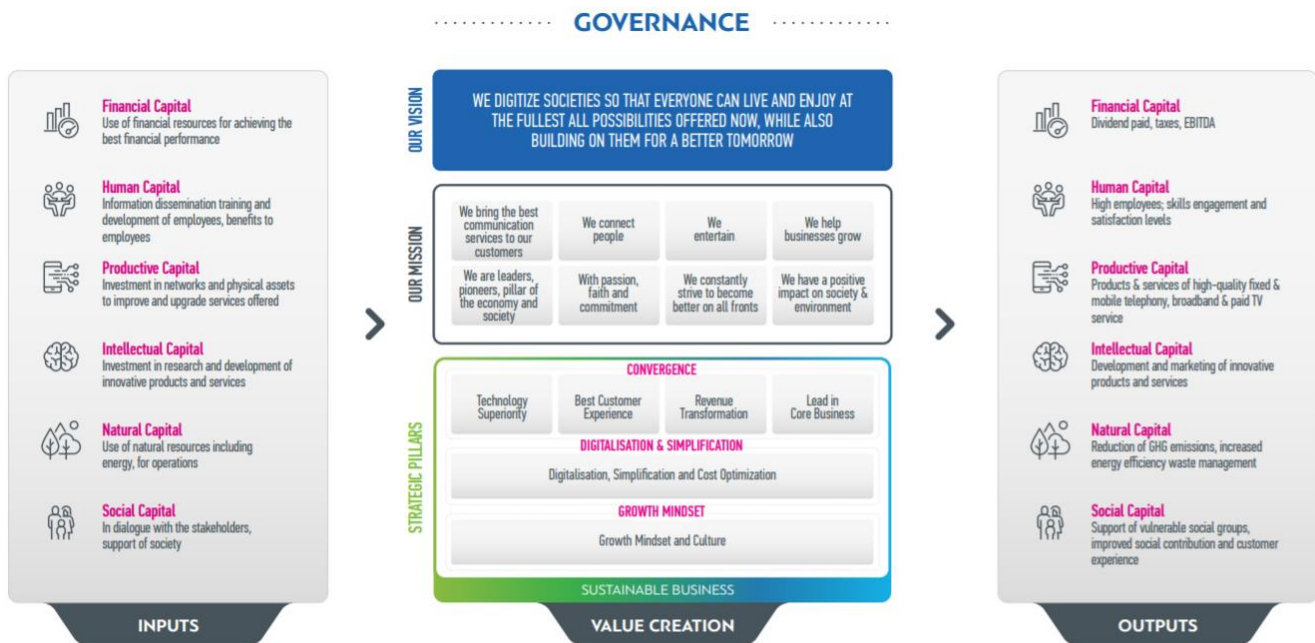 GOVERNANCE
Financial Capital
Use of financial resources for achieving the
best financial performance
Human Capital
Information dissemination training and
development of employees, benefits to
employees
Productive Capital
Investment in networks and physical assets
to improve and upgrade services offered
Intellectual Capital
Investment in research and development of
innovative products and services
Natural Capital
Use of natural resources including
energy, for operations
Social Capital
In dialogue with the stakeholders,
support of society
INPUTS
OUR VISION
WE DIGITIZE SOCIETIES SO THAT EVERYONE CAN LIVE AND ENJOY AT
THE FULLEST ALL POSSIBILITIES OFFERED NOW, WHILE ALSO
BUILDING ON THEM FOR A BETTER TOMORROW
OUR MISSION
We bring the best
communication
services to our
customers
We connect
people
We
entertain
We help
businesses grow
We are leaders,
pioneers, pillar of
the economy and
society
With passion,
faith and
commitment
We constantly
strive to become
better on all fronts
We have a positive
impact on society &
environment
STRATEGIC PILLARS
CONVERGENCE
Technology
Superiority
Best Customer
Experience
Revenue
Transformation
Lead in
Core Business
DIGITALISATION & SIMPLIFICATION
Digitalisation, Simplification and Cost Optimization
GROWTH MINDSET
Growth Mindset and Culture
SUSTAINABLE BUSINESS
VALUE CREATION
Financial Capital
Dividend paid, taxes, EBITDA
Human Capital
High employees; skills engagement and
satisfaction levels
Productive Capital
Products & services of high-quality fixed &
mobile telephony, broadband & paid TV
service
Intellectual Capital
Development and marketing of innovative
products and services
Natural Capital
Reduction of GHG emissions, increased
energy efficiency waste management
Social Capital
Support of vulnerable social groups,
improved social contribution and customer
experience
OUTPUTS